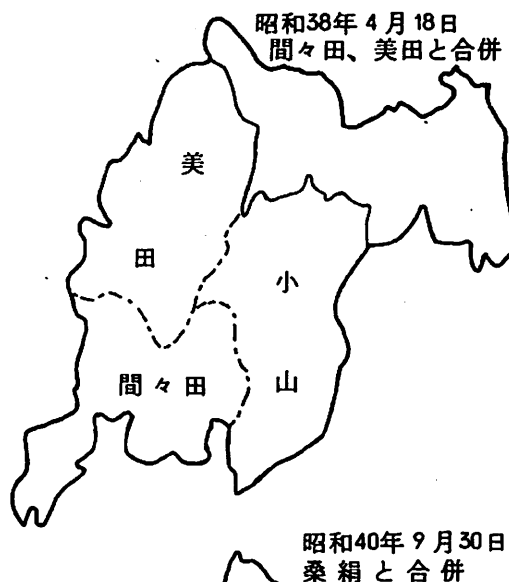 昭和38年4月18日
間々田、美田と合併
美
田
小
山
間々田
昭和40年9月30日
桑絹と合併